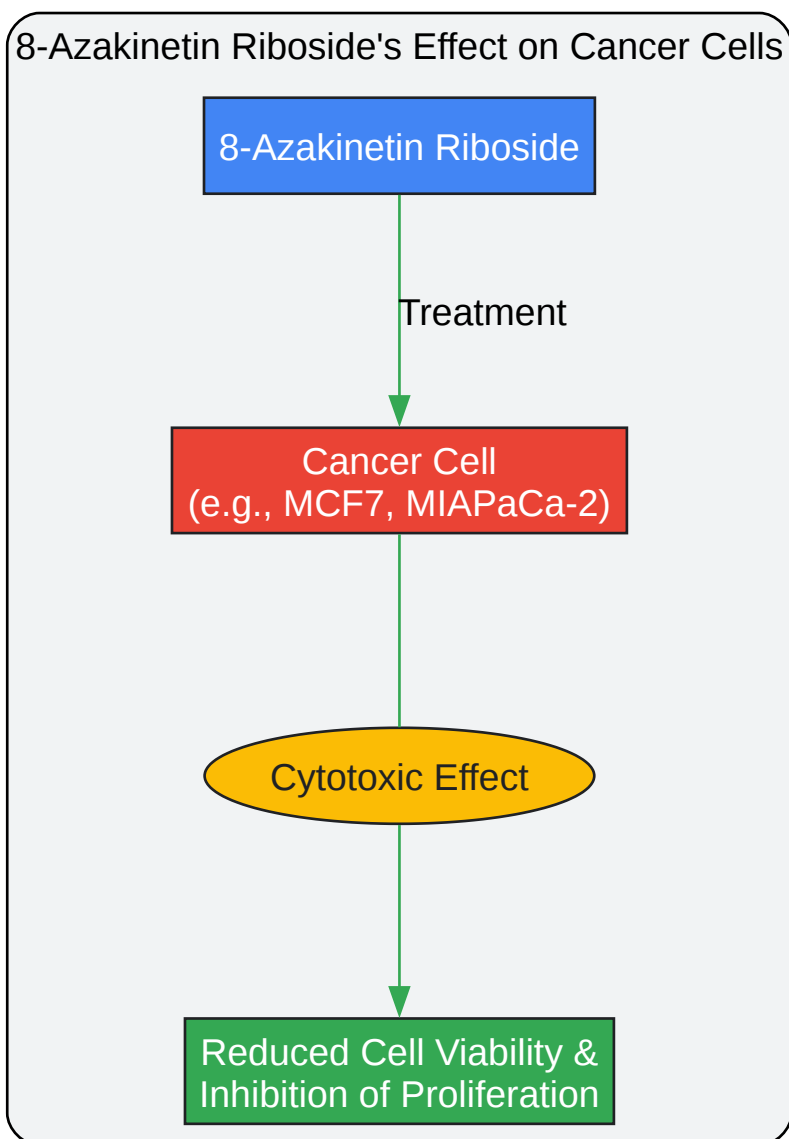 8-Azakinetin Riboside's Effect on Cancer Cells
8-Azakinetin Riboside
Treatment
Cancer Cell
(e.g., MCF7, MIAPaCa-2)
Cytotoxic Effect
Reduced Cell Viability &
Inhibition of Proliferation